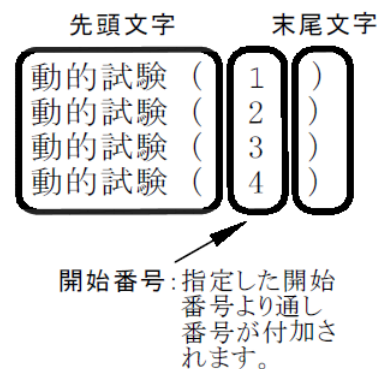 先頭文字 末尾文字
動的試験（ 1 ）
動的試験（ 2 ）
動的試験（ 3 ）
動的試験（ 4 ）
開始番号：指定した開始
番号より通し
番号が付加さ
れます。